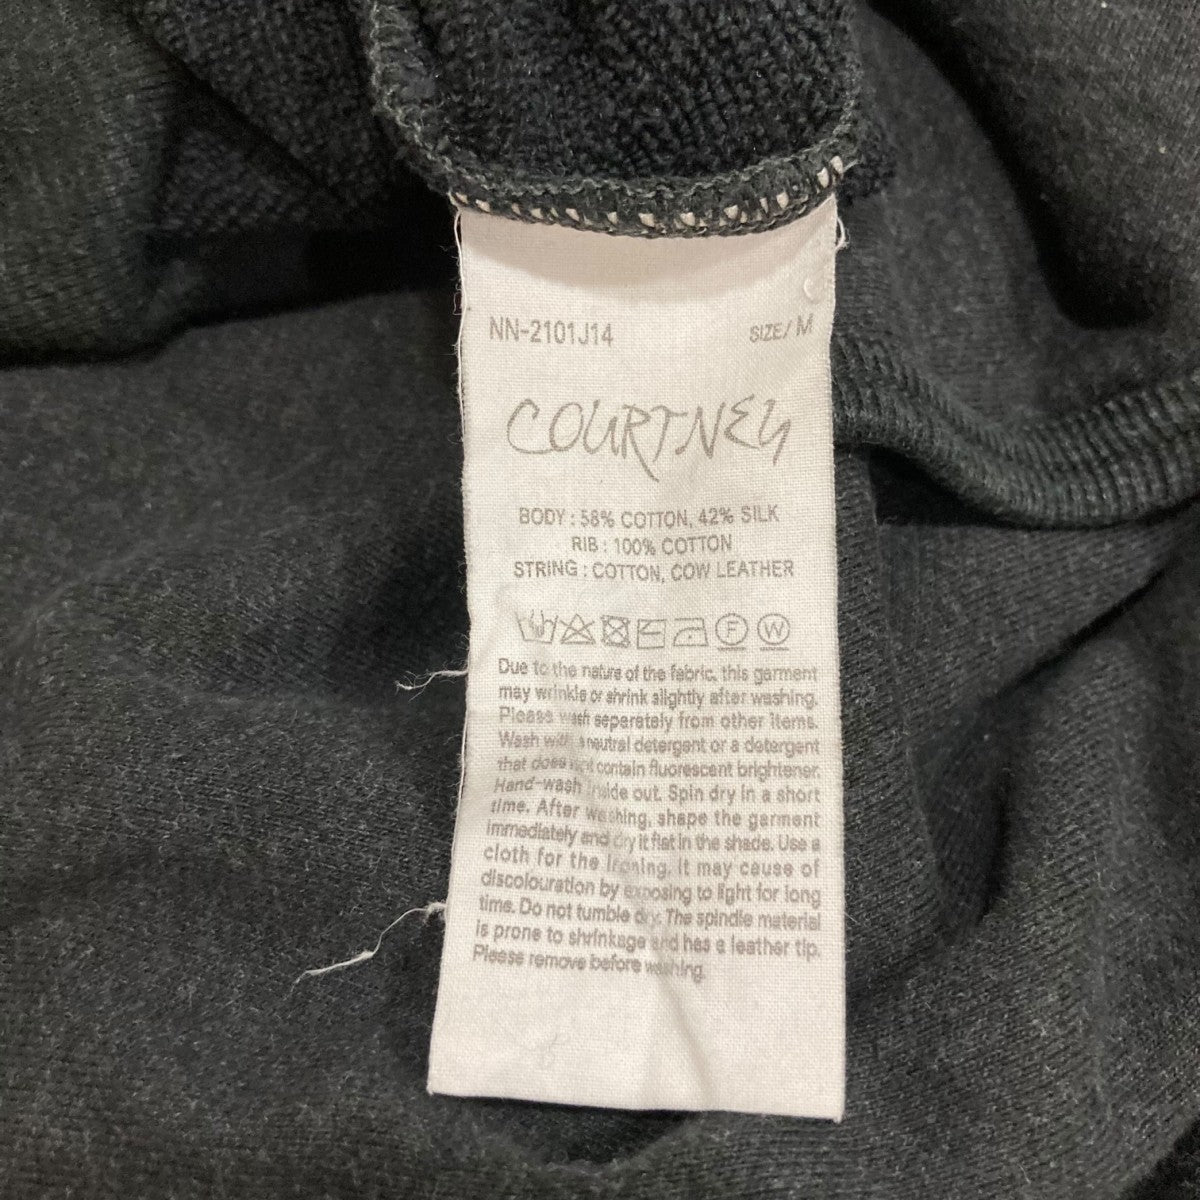 NN-2101J14 SIZE/ M
COURTNEY
BODY : 58% COTTON, 42% SILK
RIB : 100% COTTON
STRING : COTTON, COW LEATHER
F W
Due to the nature of the fabric, this garment
may wrinkle or shrink slightly after washing.
Please wash separately from other items.
Wash with a neutral detergent or a detergent
that does not contain fluorescent brightener.
Hand-wash inside out. Spin dry in a short
time. After washing, shape the garment
immediately and dry it flat in the shade. Use a
cloth for the ironing. It may cause of
discolouration by exposing to light for long
time. Do not tumble dry. The spindle material
is prone to shrinkage and has a leather tip.
Please remove before washing.